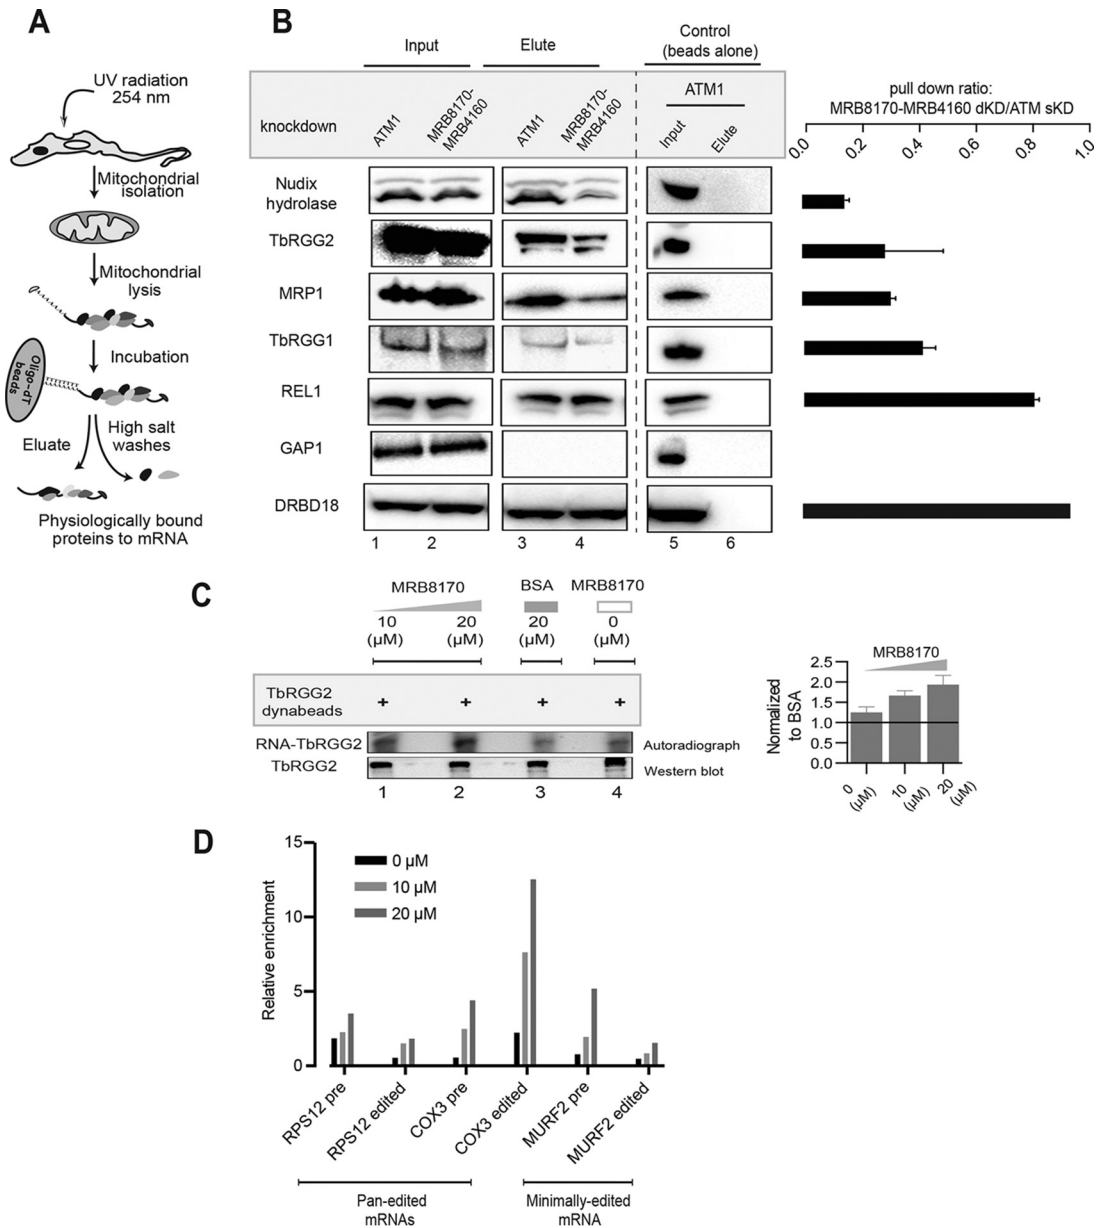 A
UV radiation
254 nm
Mitochondrial
isolation
Mitochondrial
lysis
Incubation
Oligo-dT
beads
Eluate
High salt
washes
Physiologically bound
proteins to mRNA
B
Input
Elute
Control
(beads alone)
knockdown
ATM1
MRB8170-
MRB4160
ATM1
MRB8170-
MRB4160
ATM1
Input
Elute
pull down ratio:
MRB8170-MRB4160 dKD/ATM sKD
0.0
0.2
0.4
0.6
0.8
1.0
Nudix
hydrolase
TbRGG2
MRP1
TbRGG1
REL1
GAP1
DRBD18
1
2
3
4
5
6
C
MRB8170
BSA
MRB8170
10
(µM)
20
(µM)
20
(µM)
0
(µM)
TbRGG2
dynabeads
+
+
+
+
RNA-TbRGG2
Autoradiograph
TbRGG2
Western blot
1
2
3
4
MRB8170
Normalized
to BSA
2.5
2.0
1.5
1.0
0.5
0.0
0
(µM)
10
(µM)
20
(µM)
D
Relative enrichment
15
10
5
0
0 µM
10 µM
20 µM
RPS12 pre
RPS12 edited
COX3 pre
COX3 edited
MURF2 pre
MURF2 edited
Pan-edited
mRNAs
Minimally-edited
mRNA